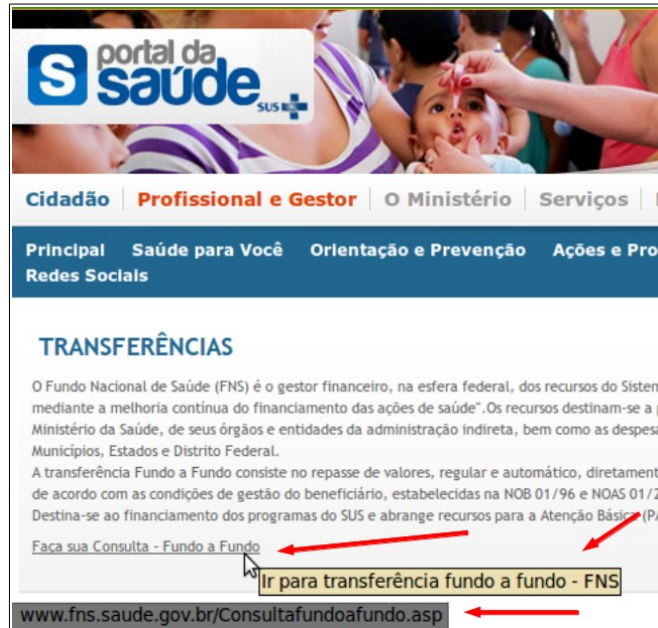 portal da
saúde
SUS
Cidadão Profissional e Gestor O Ministério Serviços
Principal Saúde para Você Orientação e Prevenção Ações e Pro
Redes Sociais
TRANSFERÊNCIAS
O Fundo Nacional de Saúde (FNS) é o gestor financeiro, na esfera federal, dos recursos do Sisten
mediante a melhoria contínua do financiamento das ações de saúde".Os recursos destinam-se a p
Ministério da Saúde, de seus órgãos e entidades da administração indireta, bem como as despesa
Municípios, Estados e Distrito Federal.
A transferência Fundo a Fundo consiste no repasse de valores, regular e automático, diretament
de acordo com as condições de gestão do beneficiário, estabelecidas na NOB 01/96 e NOAS 01/2
Destina-se ao financiamento dos programas do SUS e abrange recursos para a Atenção Básica (PA
Faça sua Consulta - Fundo a Fundo
Ir para transferência fundo a fundo - FNS
www.fns.saude.gov.br/Consultafundoafundo.asp